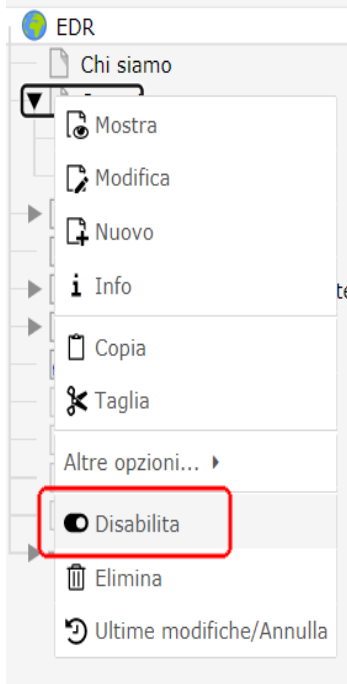 EDR
Chi siamo
Mostra
Modifica
Nuovo
Info
Copia
Taglia
Altre opzioni...
Disabilita
Elimina
Ultime modifiche/Annulla